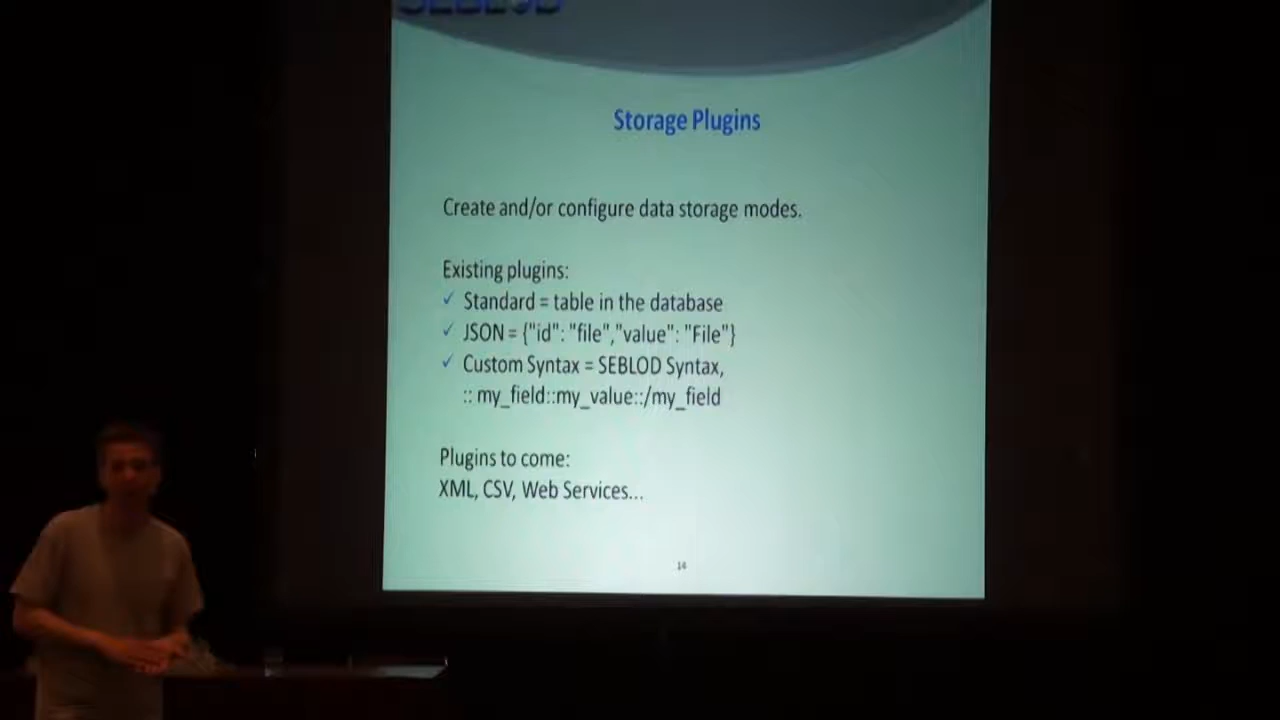 SEBLOD
Storage Plugins
Create and/or configure data storage modes.
Existing plugins:
✓ Standard = table in the database
✓ JSON = {"id": "file","value": "File"}
✓ Custom Syntax = SEBLOD Syntax,
:: my_field::my_value::/my_field
Plugins to come:
XML, CSV, Web Services...
14